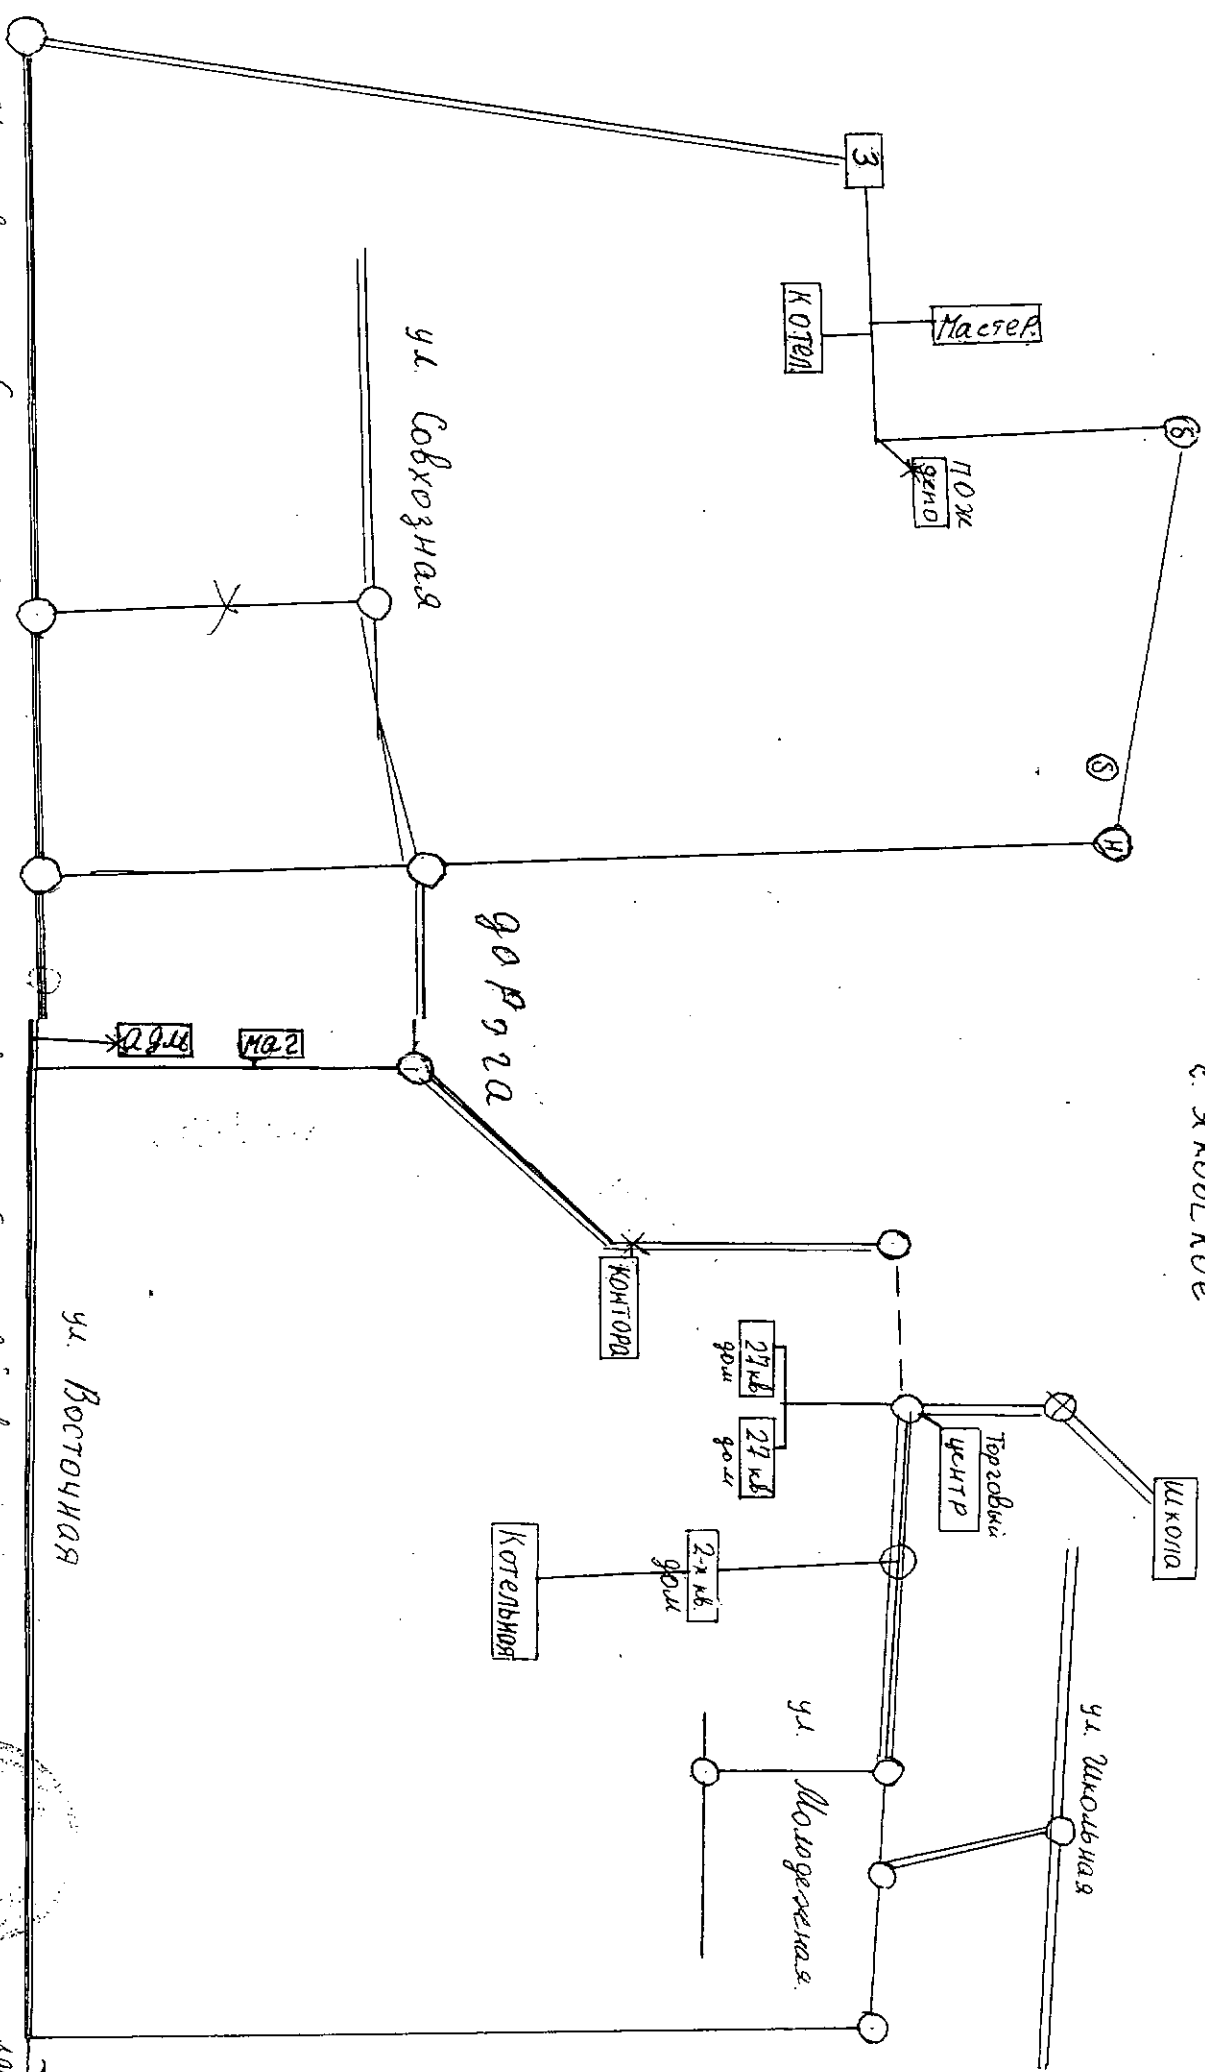 З
Котел
Мастер.
б
ПОЖ
депо
ул. Совхозная
S
Н
дорога
адм
маг
контора
27 кв
дом
27 кв
дом
Торговый
центр
Школа
2-х кв.
дом
Котельная
ул. Восточная
ул. Молодежная.
ул. Школьная